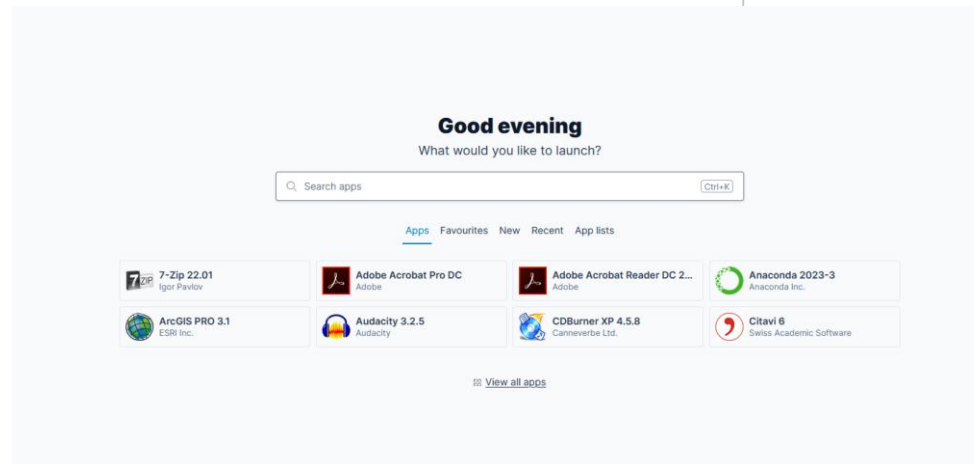 Good evening
What would you like to launch?
Search apps Ctrl+K
Apps Favourites New Recent App lists
7-Zip 22.01
Igor Pavlov
Adobe Acrobat Pro DC
Adobe
Adobe Acrobat Reader DC 2...
Adobe
Anaconda 2023-3
Anaconda Inc.
ArcGIS PRO 3.1
ESRI Inc.
Audacity 3.2.5
Audacity
CDBurner XP 4.5.8
Canneverbe Ltd.
Citavi 6
Swiss Academic Software
View all apps